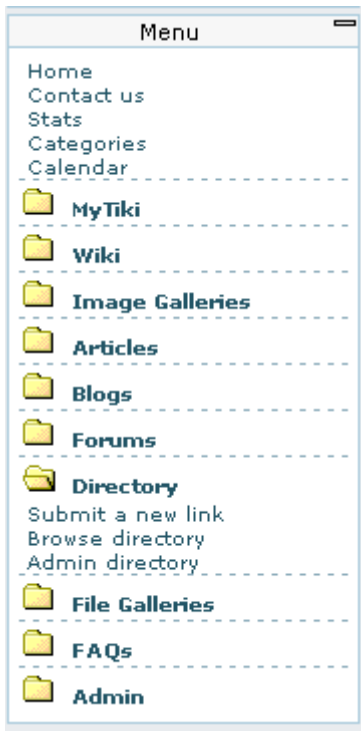 Menu
Home
Contact us
Stats
Categories
Calendar
MyTiki
Wiki
Image Galleries
Articles
Blogs
Forums
Directory
Submit a new link
Browse directory
Admin directory
File Galleries
FAQs
Admin